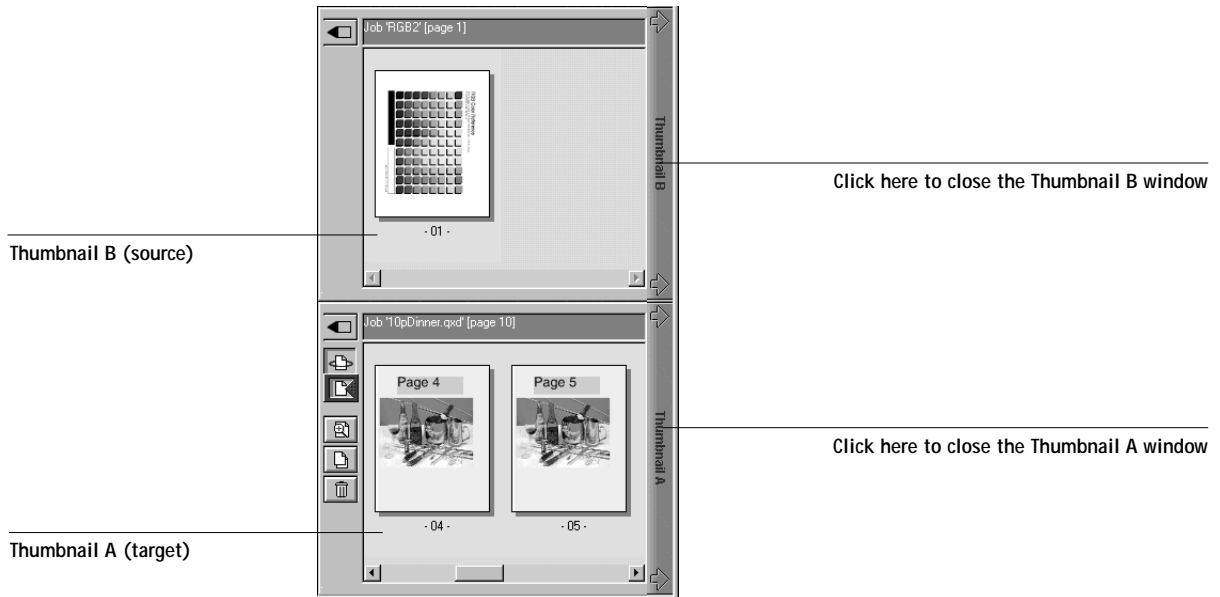 Job 'RGB2' [page 1]
Thumbnail B
Click here to close the Thumbnail B window
- 01 -
Thumbnail B (source)
Job '10pDinner.qxd' [page 10]
Page 4
Page 5
Thumbnail A
Click here to close the Thumbnail A window
- 04 -
- 05 -
Thumbnail A (target)